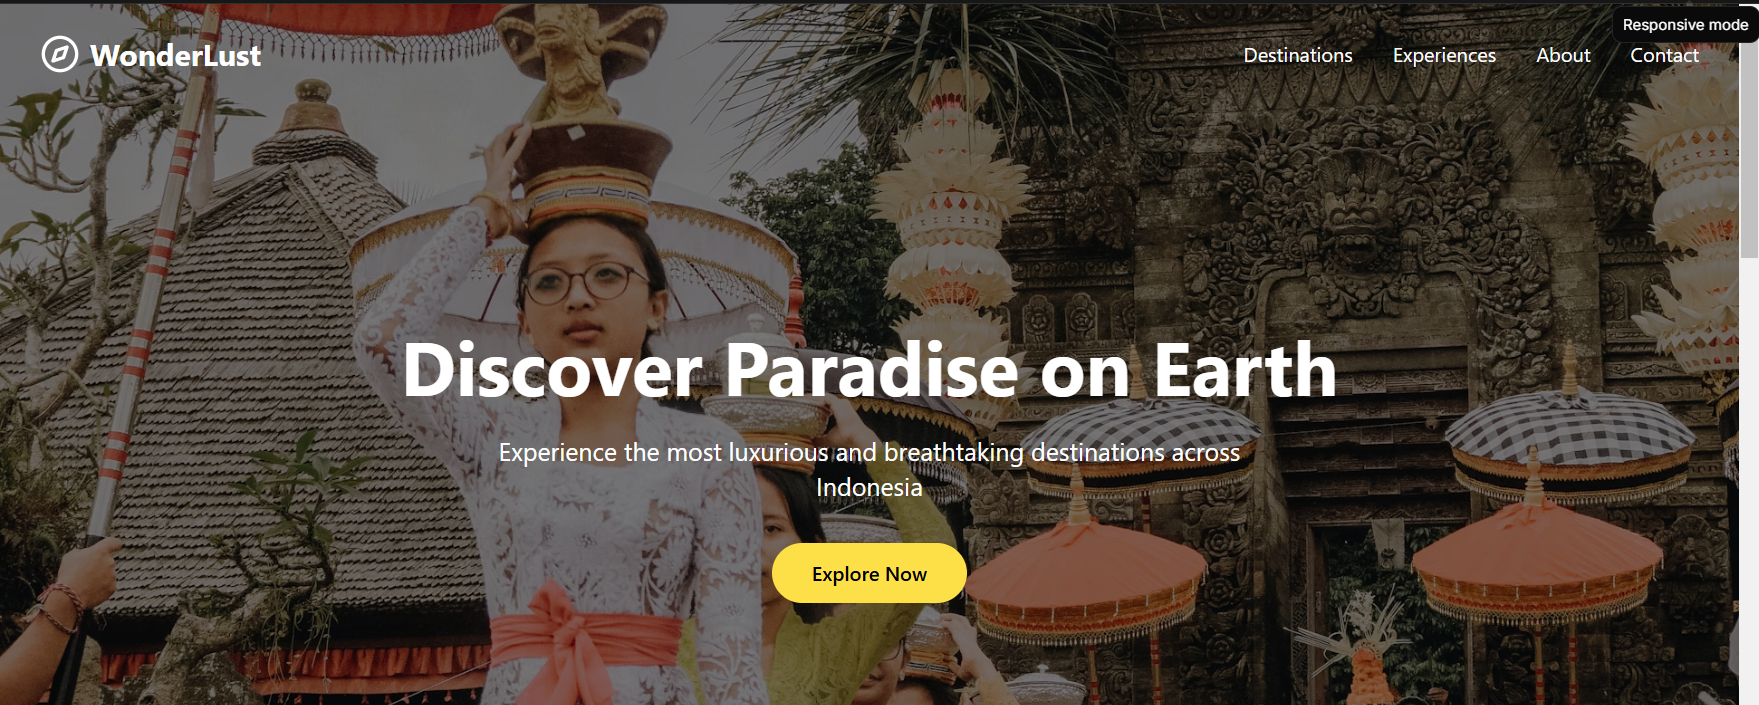 Responsive mode
WonderLust
Destinations
Experiences
About
Contact
Discover Paradise on Earth
Experience the most luxurious and breathtaking destinations across
Indonesia
Explore Now